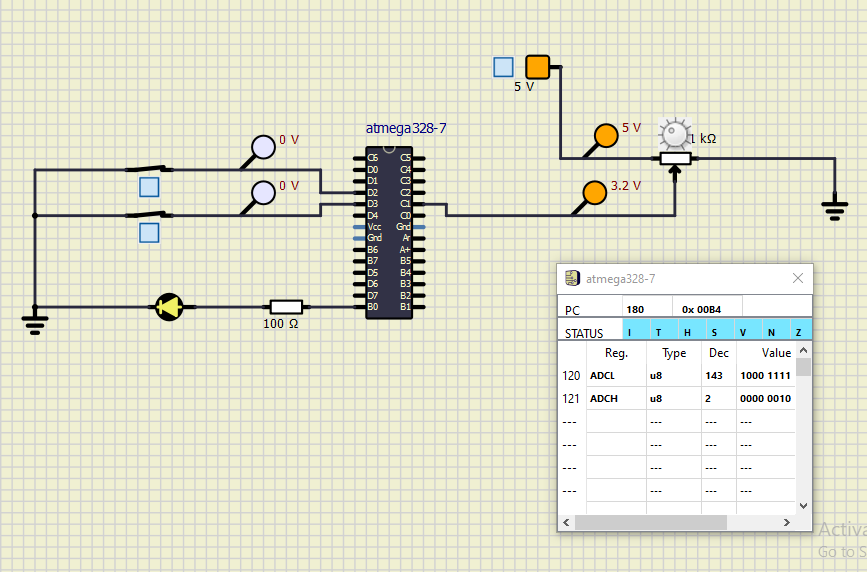 5 V
atmega328-7
5 V
1 kΩ
0 V
0 V
3.2 V
C6 C5
D0 C4
D1 C3
D2 C2
D3 C1
D4 C0
Vcc Gnd
Gnd Ar
B6 A+
B7 B5
D5 B4
D6 B3
D7 B2
B0 B1
100 Ω
atmega328-7
PC 180 0x 00B4
STATUS I T H S V N Z
Reg. Type Dec Value
120 ADCL u8 143 1000 1111
121 ADCH u8 2 0000 0010
--- --- --- ---
--- --- --- ---
--- --- --- ---
--- --- --- ---
Activa
Go to S